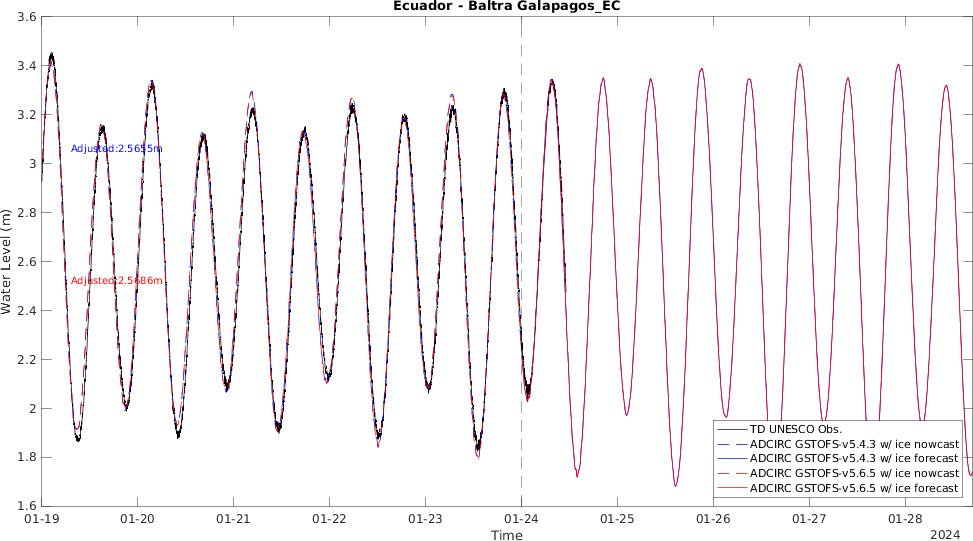 Ecuador - Baltra Galapagos_EC
3.6
3.4
3.2
3
2.8
2.6
2.4
2.2
2
1.8
1.6
Water Level (m)
Adjusted:2.5655m
Adjusted:2.5686m
TD UNESCO Obs.
ADCIRC GSTOFS-v5.4.3 w/ ice nowcast
ADCIRC GSTOFS-v5.4.3 w/ ice forecast
ADCIRC GSTOFS-v5.6.5 w/ ice nowcast
ADCIRC GSTOFS-v5.6.5 w/ ice forecast
01-19 01-20 01-21 01-22 01-23 01-24 01-25 01-26 01-27 01-28
Time
2024